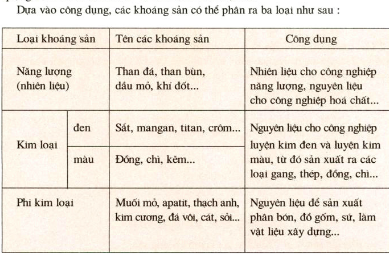 Dựa vào công dụng, các khoáng sản có thể phân ra ba loại như sau :
Loại khoáng sản
Tên các khoáng sản
Công dụng
Năng lượng
(nhiên liệu)
Than đá, than bùn,
dầu mỏ, khí đốt...
Nhiên liệu cho công nghiệp
năng lượng, nguyên liệu
cho công nghiệp hoá chất...
Kim loại
đen
Sắt, mangan, titan, crôm...
màu
Đồng, chì, kẽm...
Nguyên liệu cho công nghiệp
luyện kim đen và luyện kim
màu, từ đó sản xuất ra các
loại gang, thép, đồng, chì...
Phi kim loại
Muối mỏ, apatit, thạch anh,
kim cương, đá vôi, cát, sỏi...
Nguyên liệu để sản xuất
phân bón, đồ gốm, sứ, làm
vật liệu xây dựng...